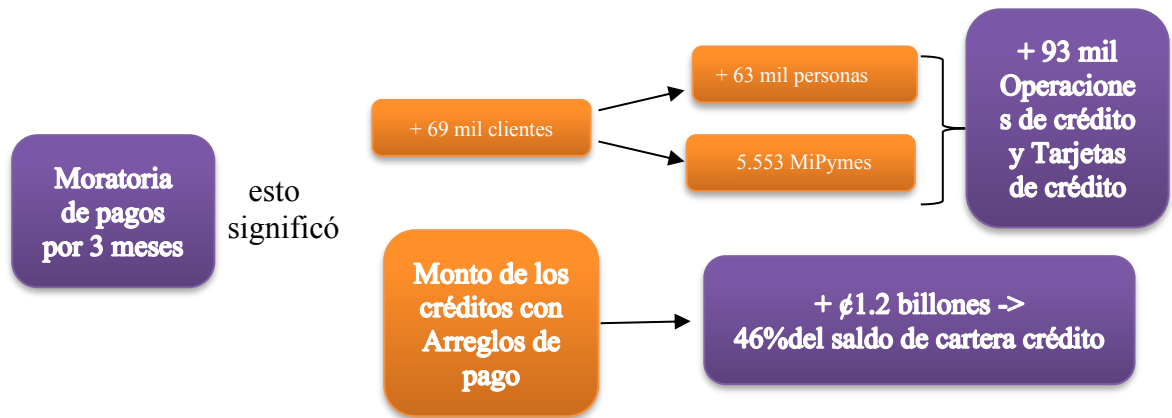 Moratoria
de pagos
por 3 meses
esto
significó
+ 69 mil clientes
+ 63 mil personas
5.553 MiPymes
+ 93 mil
Operacione
s de crédito
y Tarjetas
de crédito
Monto de los
créditos con
Arreglos de
pago
+ ¢1.2 billones ->
46%del saldo de cartera crédito